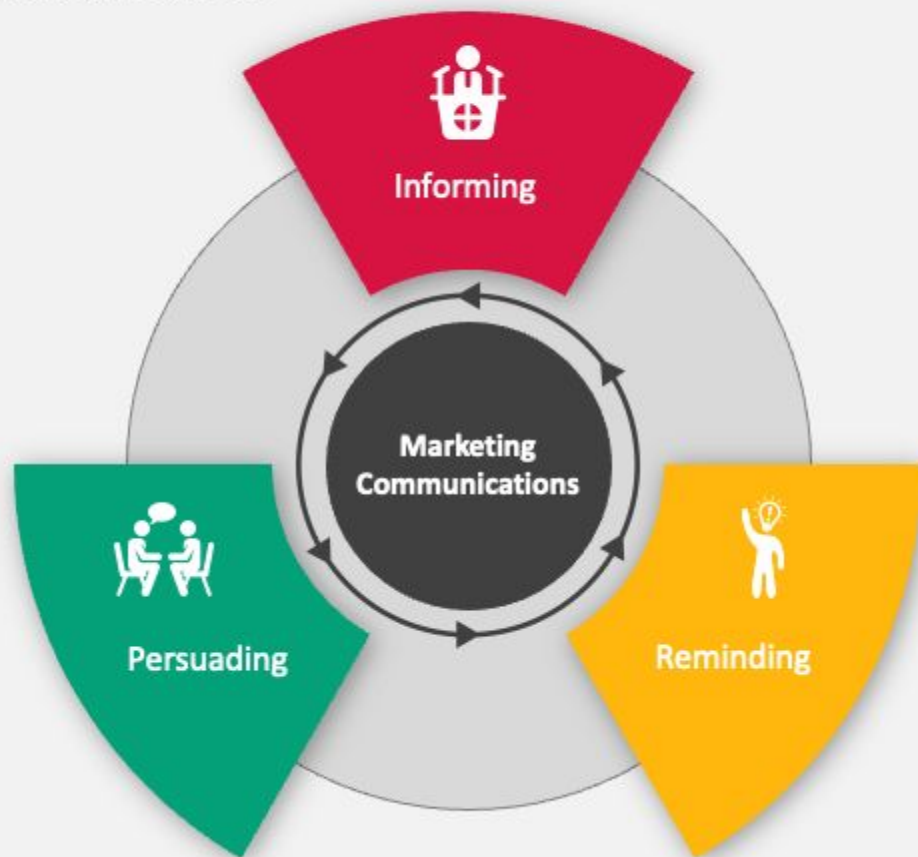 Informing
Marketing
Communications
Persuading
Reminding